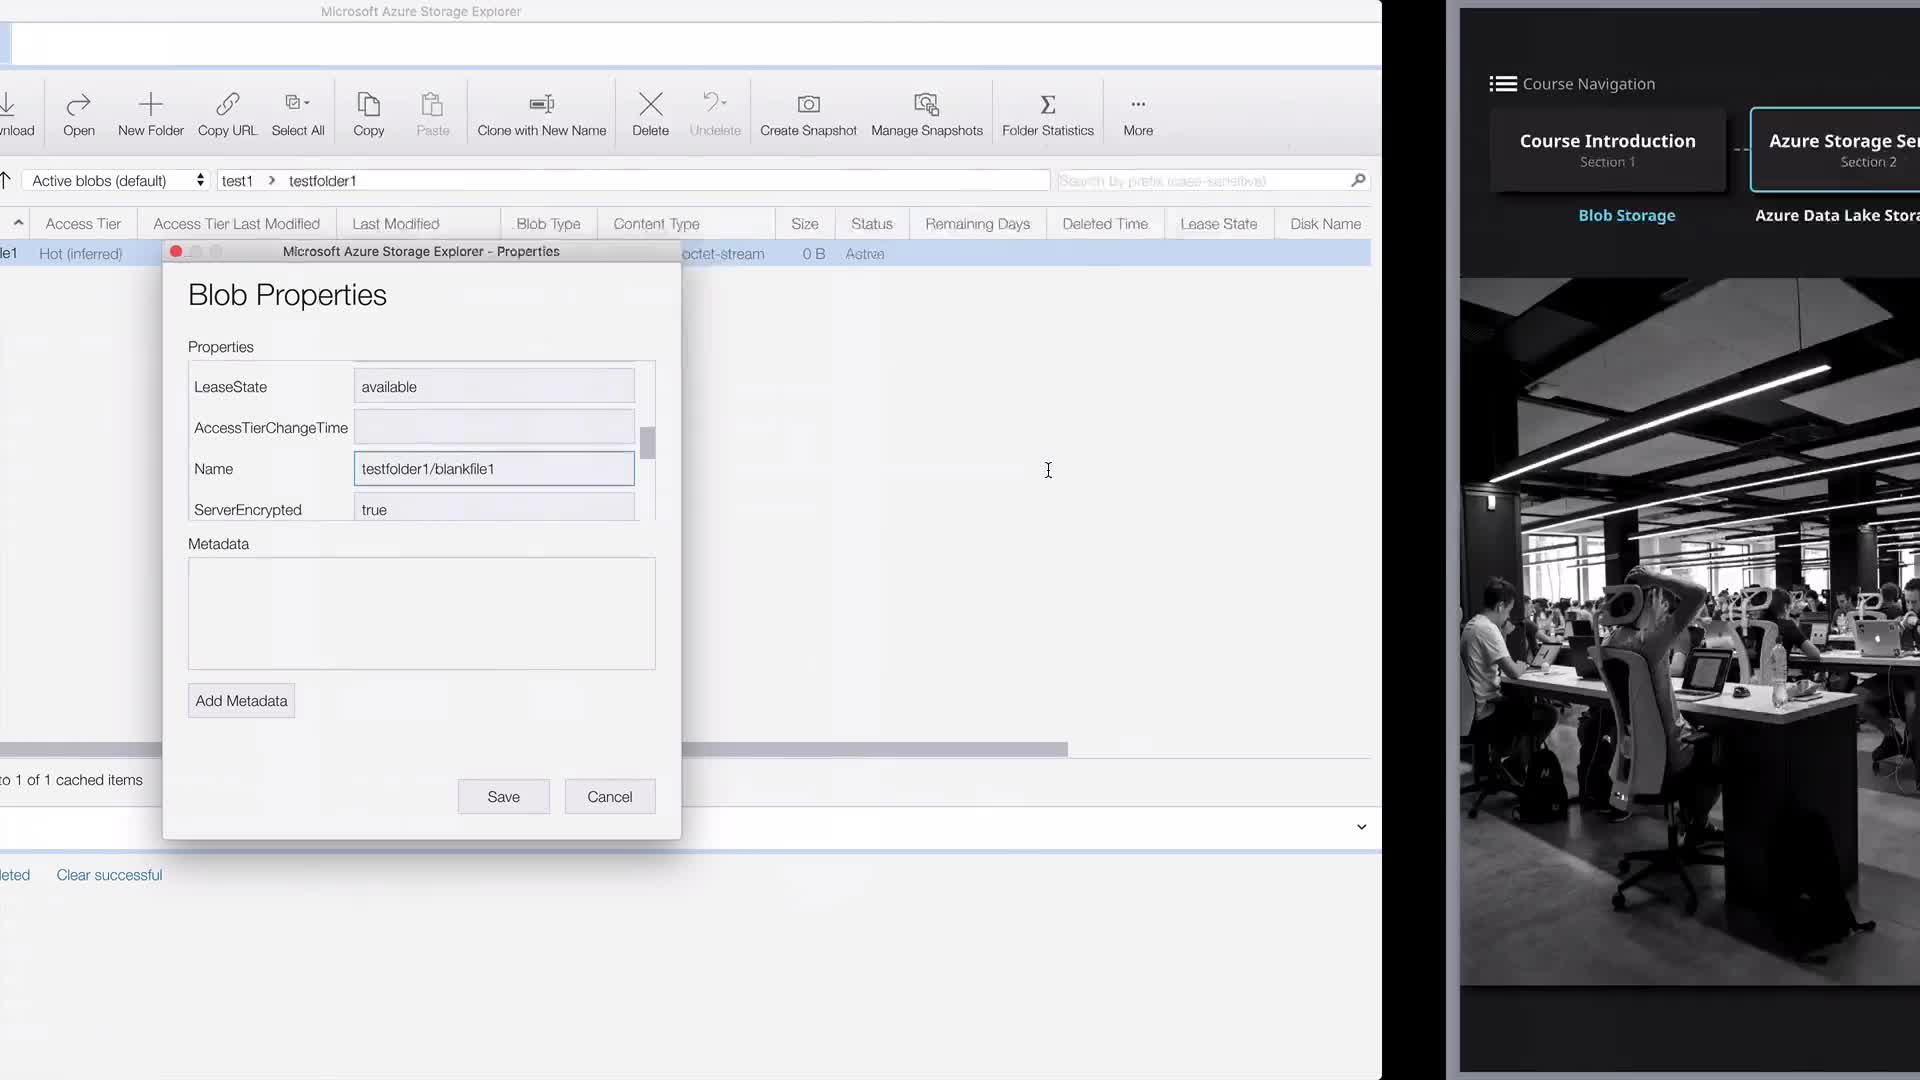 Microsoft Azure Storage Explorer
Open
New Folder
Copy URL
Select All
Copy
Paste
Clone with New Name
Delete
Undelete
Create Snapshot
Manage Snapshots
Folder Statistics
More
Active blobs (default)
test1 > testfolder1
Search by prefix (case-sensitive)
Access Tier
Access Tier Last Modified
Last Modified
Blob Type
Content Type
Size
Status
Remaining Days
Deleted Time
Lease State
Disk Name
Hot (inferred)
octet-stream
0 B
Active
Microsoft Azure Storage Explorer - Properties
Blob Properties
Properties
LeaseState
available
AccessTierChangeTime
Name
testfolder1/blankfile1
ServerEncrypted
true
Metadata
Add Metadata
Save
Cancel
to 1 of 1 cached items
Clear successful
Course Navigation
Course Introduction
Section 1
Azure Storage Ser
Section 2
Blob Storage
Azure Data Lake Stora